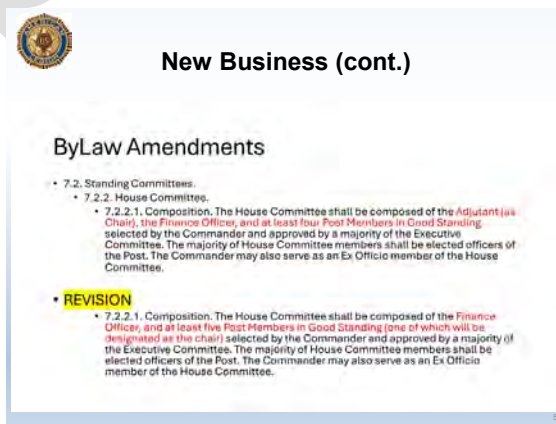 New Business (cont.)
ByLaw Amendments
• 7.2. Standing Committees.
• 7.2.2. House Committee.
• 7.2.2.1. Composition. The House Committee shall be composed of the Adjutant (as
Chair), the Finance Officer, and at least four Post Members in Good Standing
selected by the Commander and approved by a majority of the Executive
Committee. The majority of House Committee members shall be elected officers of
the Post. The Commander may also serve as an Ex Officio member of the House
Committee.
• REVISION
• 7.2.2.1. Composition. The House Committee shall be composed of the Finance
Officer, and at least five Post Members in Good Standing (one of which will be
designated as the chair) selected by the Commander and approved by a majority of
the Executive Committee. The majority of House Committee members shall be
elected officers of the Post. The Commander may also serve as an Ex Officio
member of the House Committee.